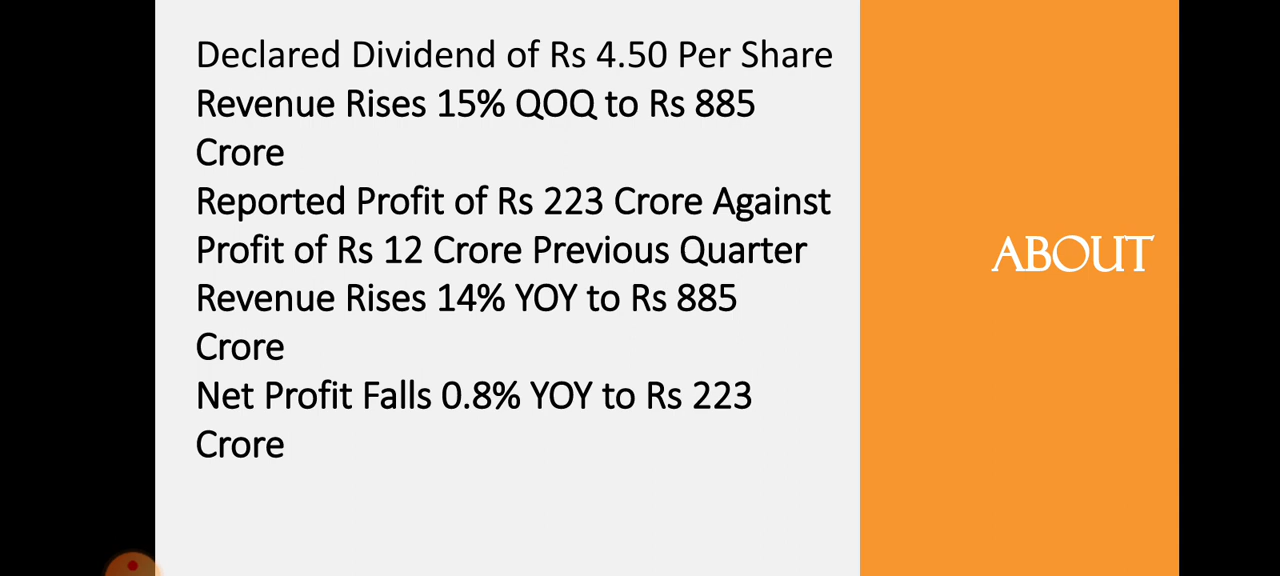 Declared Dividend of Rs 4.50 Per Share
Revenue Rises 15% QOQ to Rs 885
Crore
Reported Profit of Rs 223 Crore Against
Profit of Rs 12 Crore Previous Quarter
Revenue Rises 14% YOY to Rs 885
Crore
Net Profit Falls 0.8% YOY to Rs 223
Crore
ABOUT